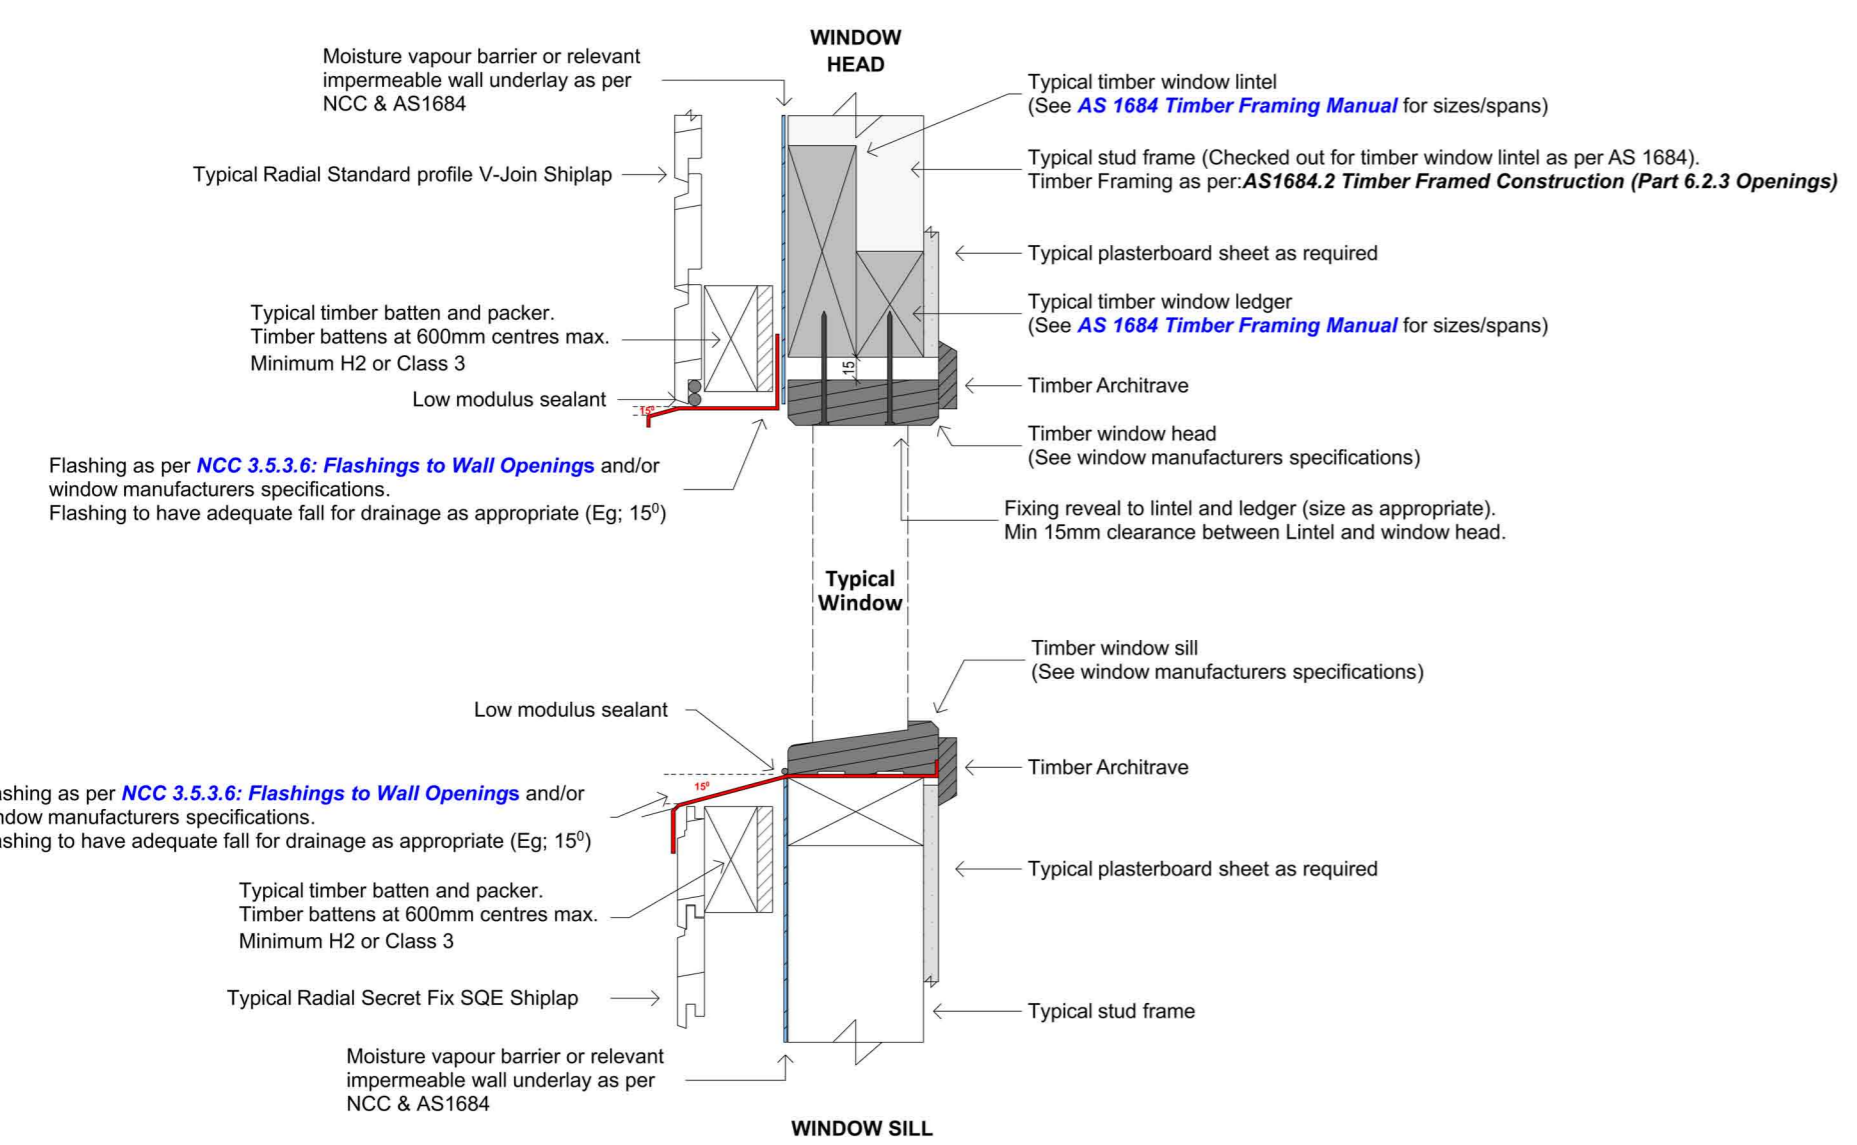 WINDOW
HEAD
Moisture vapour barrier or relevant
impermeable wall underlay as per
NCC & AS1684
Typical Radial Standard profile V-Join Shiplap
Typical timber batten and packer.
Timber battens at 600mm centres max.
Minimum H2 or Class 3
Low modulus sealant
15⁰
Flashing as per NCC 3.5.3.6: Flashings to Wall Openings and/or
window manufacturers specifications.
Flashing to have adequate fall for drainage as appropriate (Eg; 15⁰)
Typical timber window lintel
(See AS 1684 Timber Framing Manual for sizes/spans)
Typical stud frame (Checked out for timber window lintel as per AS 1684).
Timber Framing as per:AS1684.2 Timber Framed Construction (Part 6.2.3 Openings)
Typical plasterboard sheet as required
Typical timber window ledger
(See AS 1684 Timber Framing Manual for sizes/spans)
15
Timber Architrave
Timber window head
(See window manufacturers specifications)
Fixing reveal to lintel and ledger (size as appropriate).
Min 15mm clearance between Lintel and window head.
Typical
Window
Timber window sill
(See window manufacturers specifications)
Low modulus sealant
Timber Architrave
15⁰
ashing as per NCC 3.5.3.6: Flashings to Wall Openings and/or
ndow manufacturers specifications.
ashing to have adequate fall for drainage as appropriate (Eg; 15⁰)
Typical timber batten and packer.
Timber battens at 600mm centres max.
Minimum H2 or Class 3
Typical plasterboard sheet as required
Typical Radial Secret Fix SQE Shiplap
Typical stud frame
Moisture vapour barrier or relevant
impermeable wall underlay as per
NCC & AS1684
WINDOW SILL